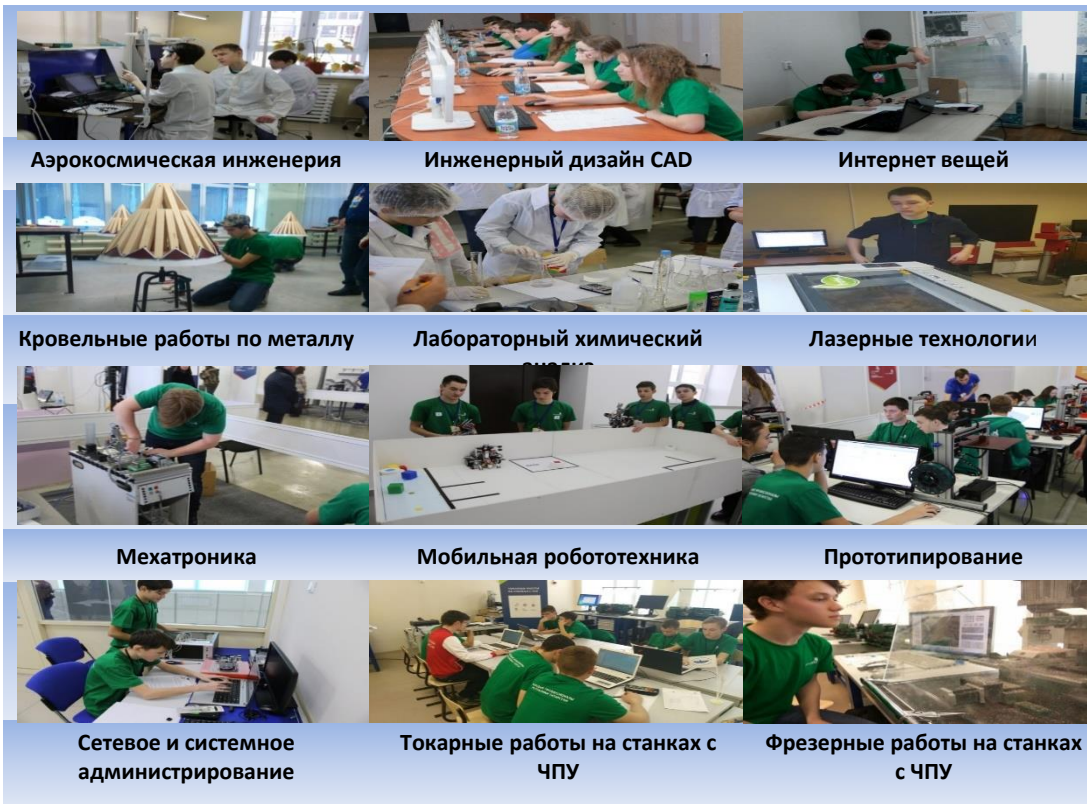 Аэрокосмическая инженерия
Инженерный дизайн CAD
Интернет вещей
Кровельные работы по металлу
Лабораторный химический
анализ
Лазерные технологии
Мехатроника
Мобильная робототехника
Прототипирование
Сетевое и системное
администрирование
Токарные работы на станках с
ЧПУ
Фрезерные работы на станках
с ЧПУ